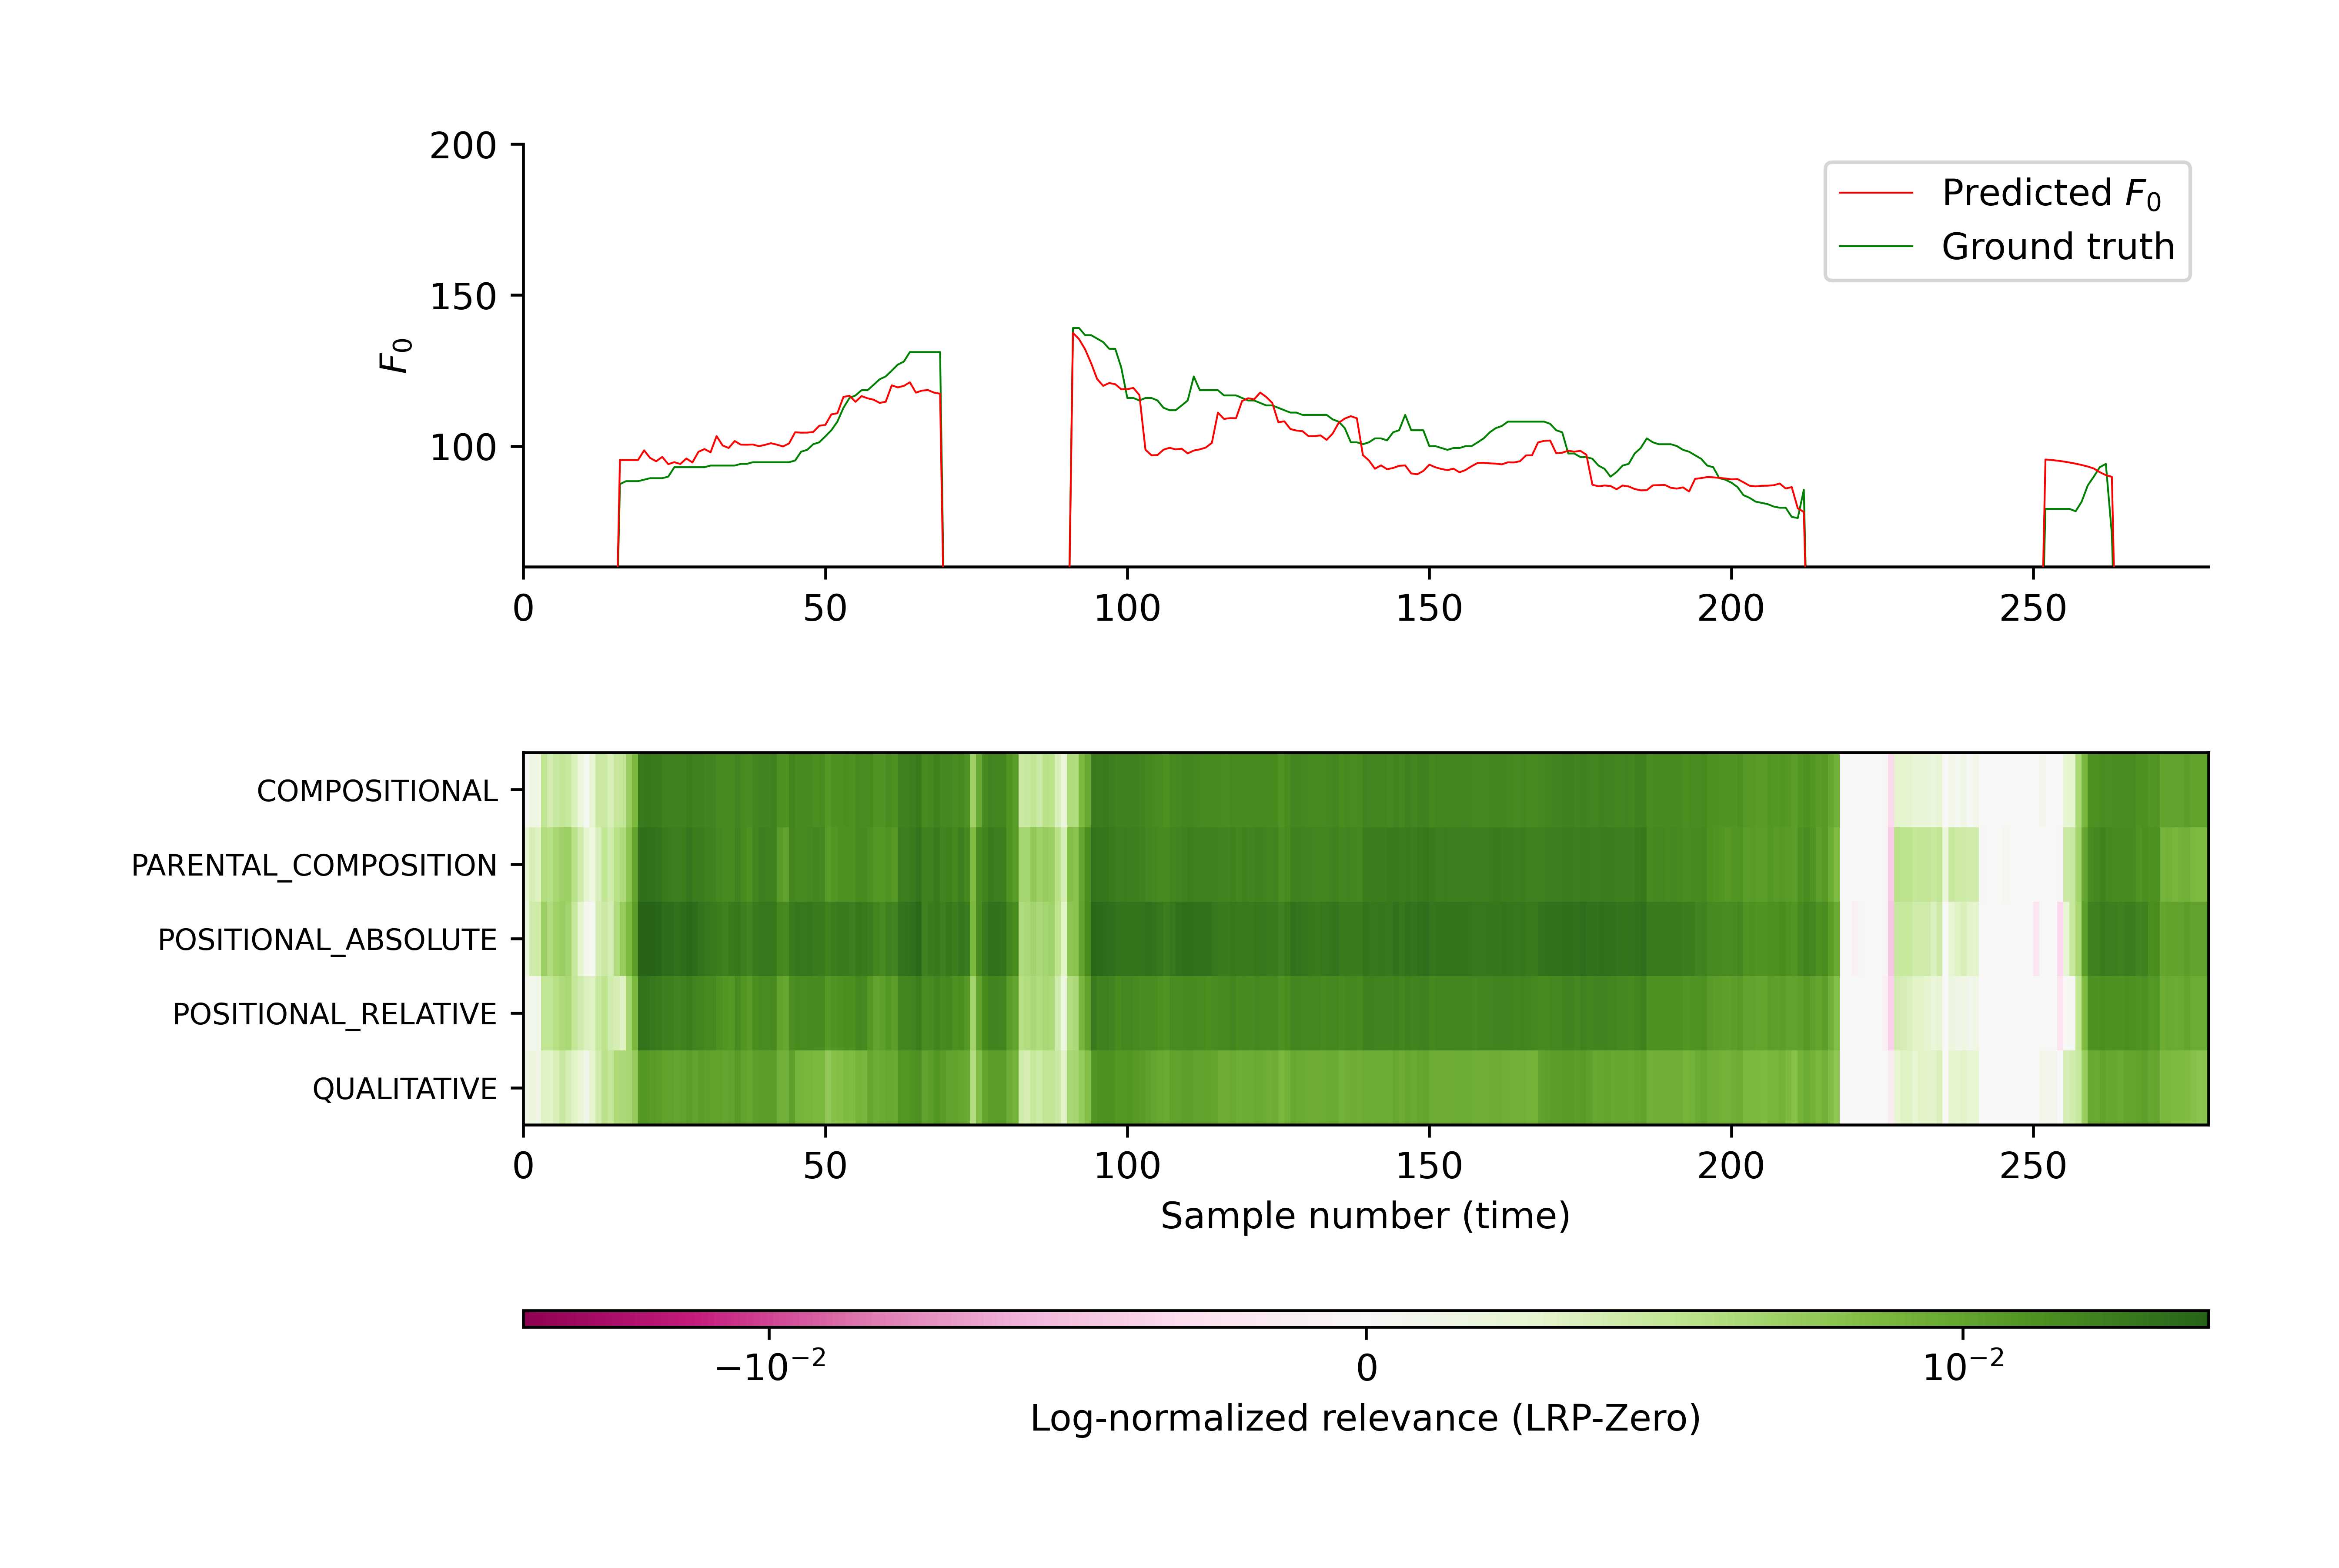 200
150
100
F0
Predicted F0
Ground truth
0 50 100 150 200 250
COMPOSITIONAL
PARENTAL_COMPOSITION
POSITIONAL_ABSOLUTE
POSITIONAL_RELATIVE
QUALITATIVE
0 50 100 150 200 250
Sample number (time)
−10⁻² 0 10⁻²
Log-normalized relevance (LRP-Zero)